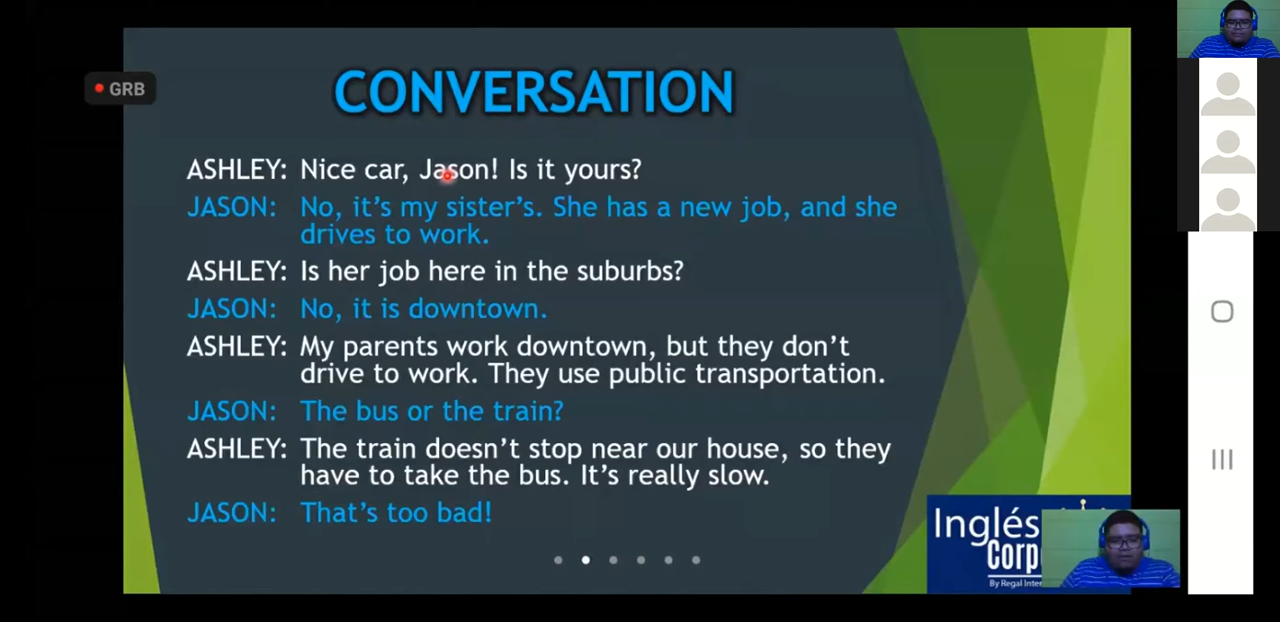 GRB
CONVERSATION
ASHLEY: Nice car, Jason! Is it yours?
JASON: No, it's my sister's. She has a new job, and she
drives to work.
ASHLEY: Is her job here in the suburbs?
JASON: No, it is downtown.
ASHLEY: My parents work downtown, but they don't
drive to work. They use public transportation.
JASON: The bus or the train?
ASHLEY: The train doesn't stop near our house, so they
have to take the bus. It's really slow.
JASON: That's too bad!
Inglés
By Regal